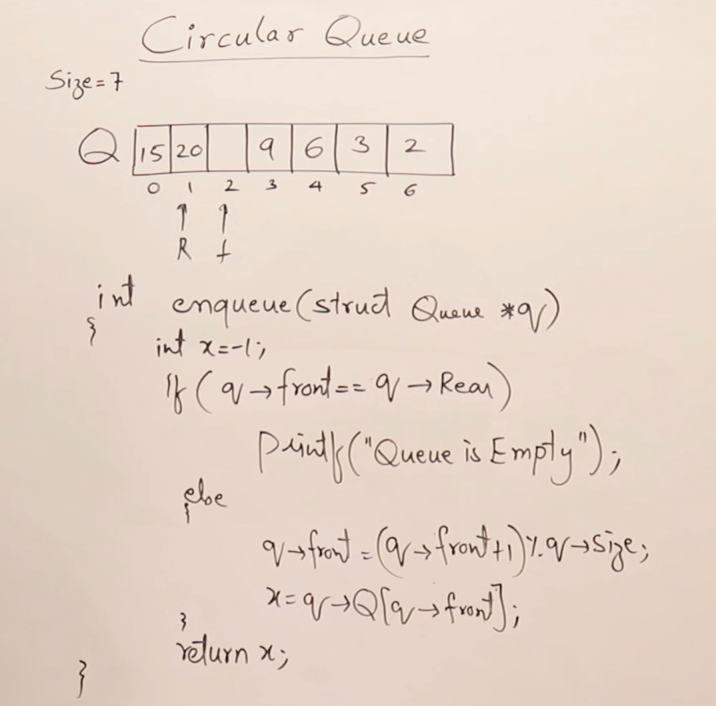 Circular Queue
Size=7
Q 15 20 9 6 3 2
0 1 2 3 4 5 6
R f
int enqueue(struct Queue *q)
{
int x=-1;
If (q→front== q→Rear)
printf("Queue is Empty");
else
{
q→front=(q→front+1)%q→size;
x=q→Q[q→front];
}
return x;
}